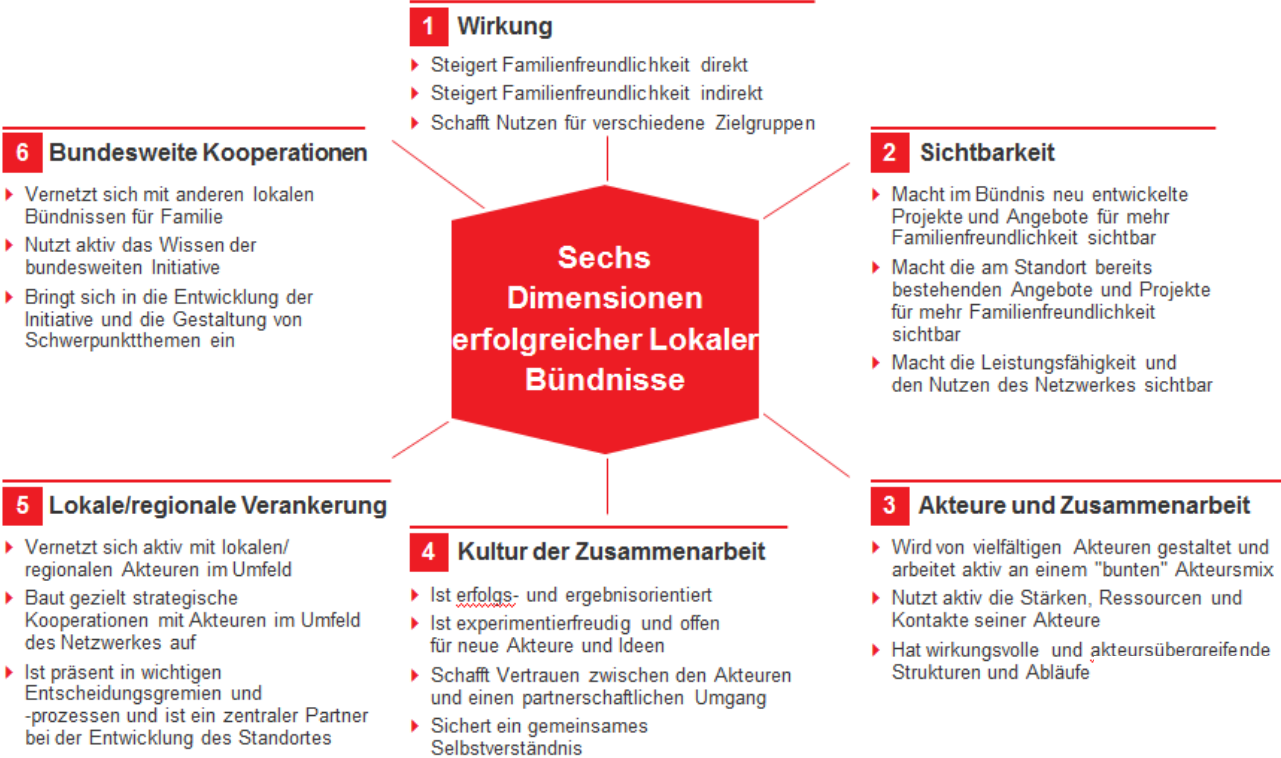 1 Wirkung
Steigert Familienfreundlichkeit direkt
Steigert Familienfreundlichkeit indirekt
Schafft Nutzen für verschiedene Zielgruppen
2 Sichtbarkeit
Macht im Bündnis neu entwickelte
Projekte und Angebote für mehr
Familienfreundlichkeit sichtbar
Macht die am Standort bereits
bestehenden Angebote und Projekte
für mehr Familienfreundlichkeit
sichtbar
Macht die Leistungsfähigkeit und
den Nutzen des Netzwerkes sichtbar
3 Akteure und Zusammenarbeit
Wird von vielfältigen Akteuren gestaltet und
arbeitet aktiv an einem "bunten" Akteursmix
Nutzt aktiv die Stärken, Ressourcen und
Kontakte seiner Akteure
Hat wirkungsvolle und akteursübergreifende
Strukturen und Abläufe
4 Kultur der Zusammenarbeit
Ist erfolgs- und ergebnisorientiert
Ist experimentierfreudig und offen
für neue Akteure und Ideen
Schafft Vertrauen zwischen den Akteuren
und einen partnerschaftlichen Umgang
Sichert ein gemeinsames
Selbstverständnis
5 Lokale/regionale Verankerung
Vernetzt sich aktiv mit lokalen/
regionalen Akteuren im Umfeld
Baut gezielt strategische
Kooperationen mit Akteuren im Umfeld
des Netzwerkes auf
Ist präsent in wichtigen
Entscheidungsgremien und
-prozessen und ist ein zentraler Partner
bei der Entwicklung des Standortes
6 Bundesweite Kooperationen
Vernetzt sich mit anderen lokalen
Bündnissen für Familie
Nutzt aktiv das Wissen der
bundesweiten Initiative
Bringt sich in die Entwicklung der
Initiative und die Gestaltung von
Schwerpunktthemen ein
Sechs
Dimensionen
erfolgreicher Lokaler
Bündnisse